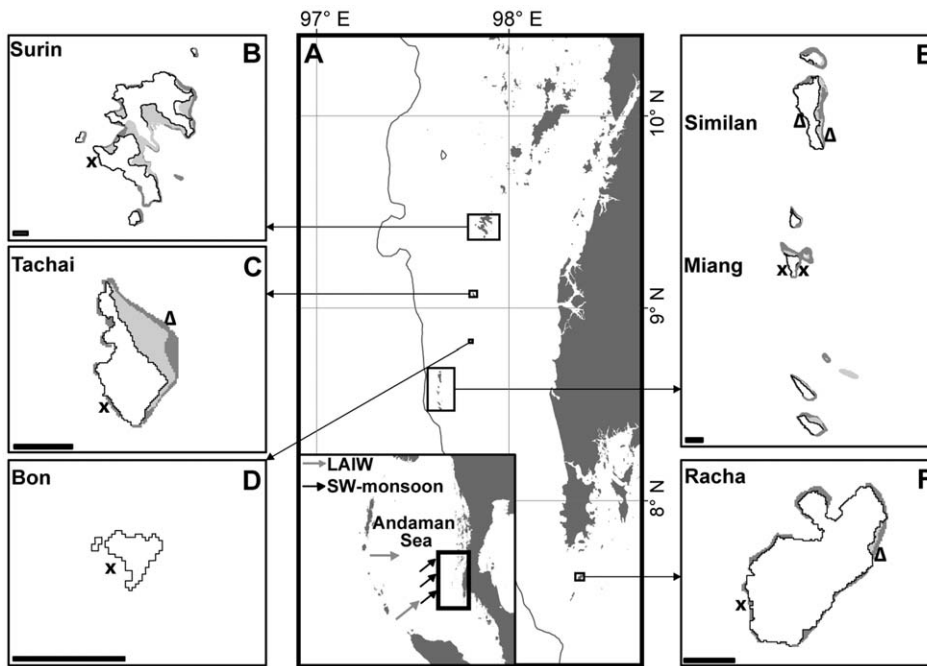 97° E
98° E
Surin
B
x
A
10° N
9° N
8° N
E
Similan
Δ
Δ
Miang
x
x
Tachai
C
Δ
x
Bon
D
x
LAIW
SW-monsoon
Andaman
Sea
Racha
F
Δ
x